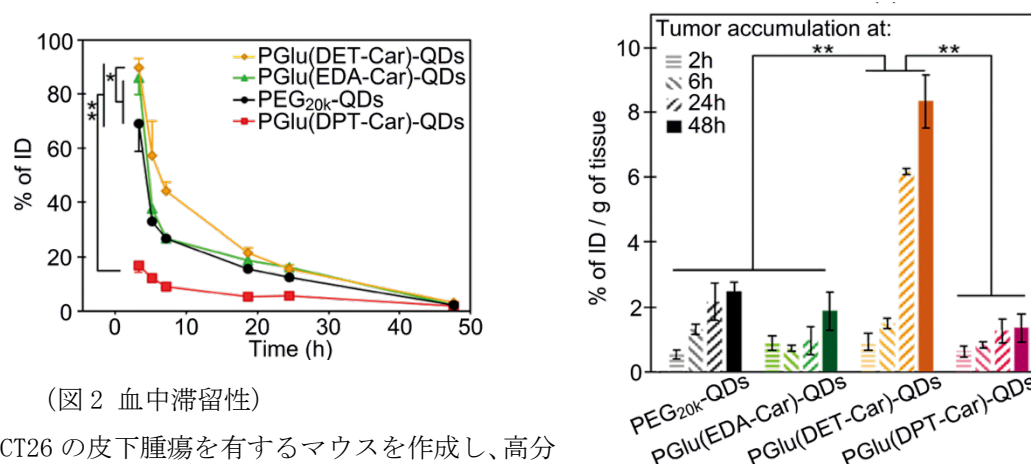 100
80
60
40
20
0
% of ID
**
*
PGlu(DET-Car)-QDs
PGlu(EDA-Car)-QDs
PEG20k-QDs
PGlu(DPT-Car)-QDs
0 10 20 30 40 50
Time (h)
(図 2 血中滞留性)
CT26 の皮下腫瘍を有するマウスを作成し、高分
Tumor accumulation at:
2h
6h
24h
48h
** **
10
8
6
4
2
0
% of ID / g of tissue
PEG20k-QDs
PGlu(EDA-Car)-QDs
PGlu(DET-Car)-QDs
PGlu(DPT-Car)-QDs